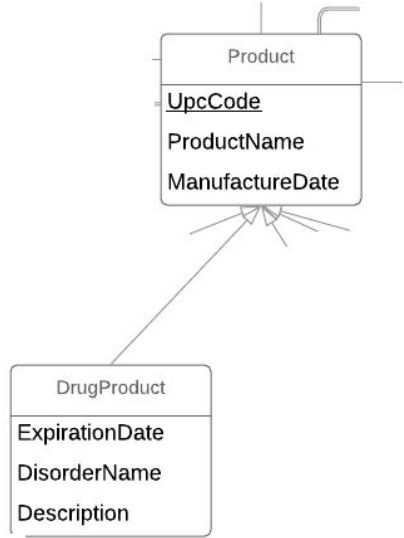 Product
UpcCode
ProductName
ManufactureDate
DrugProduct
ExpirationDate
DisorderName
Description